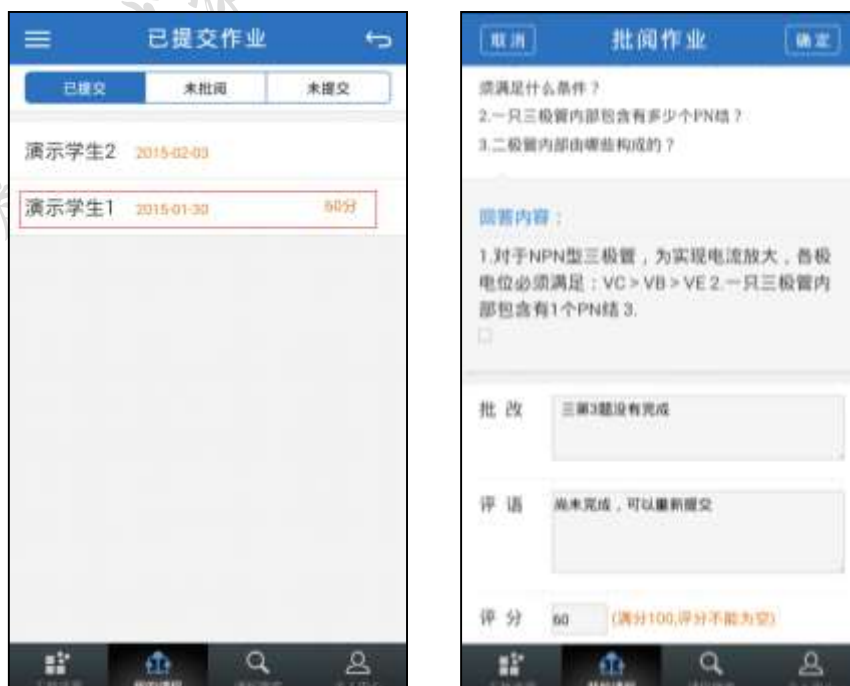 已提交作业
已提交 未批阅 未提交
演示学生2 2015-02-03
演示学生1 2015-01-30 60分
取消 批阅作业 确定
须满足什么条件？
2.一只三极管内部包含有多少个PN结？
3.二极管内部由哪些构成的？
回答内容：
1.对于NPN型三极管，为实现电流放大，各极
电位必须满足：VC > VB > VE 2.一只三极管内
部包含有1个PN结 3.
批 改 三第3题没有完成
评 语 尚未完成，可以重新提交
评 分 60 (满分100,评分不能为空)